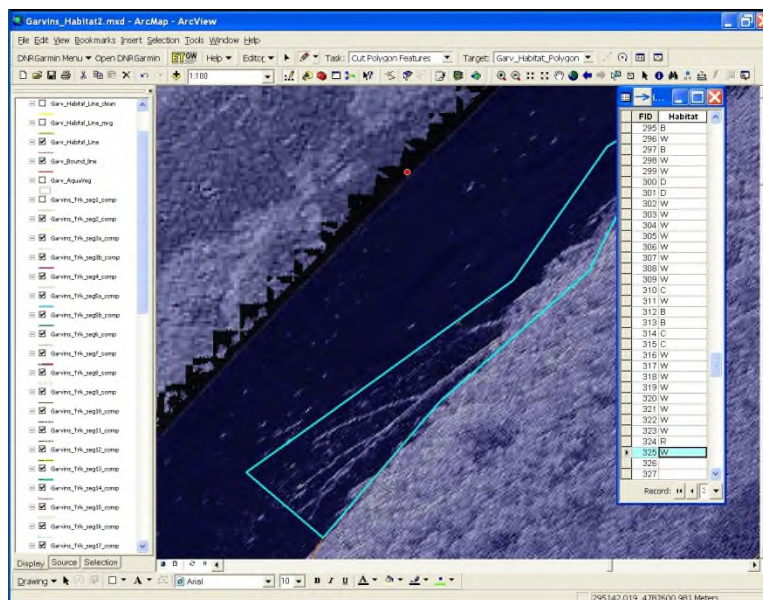 Garvins_Habitat2.mxd - ArcMap - ArcView
File Edit View Bookmarks Insert Selection Tools Window Help
DNRGarmin Menu Open DNRGarmin Help Editor Task: Cut Polygon Features Target: Garv_Habitat_Polygon
1:100
Garv_Habitat_Line_clean
Garv_Habitat_Line
Garv_Bound_line
Garvins_Trk_seg1_comp
Garvins_Trk_seg2_comp
Garvins_Trk_seg3a_comp
Garvins_Trk_seg3b_comp
Garvins_Trk_seg4_comp
Garvins_Trk_seg5a_comp
Garvins_Trk_seg6b_comp
Garvins_Trk_seg6_comp
Garvins_Trk_seg7_comp
Garvins_Trk_seg8_comp
Garvins_Trk_seg9_comp
Garvins_Trk_seg10_comp
Garvins_Trk_seg11_comp
Garvins_Trk_seg12_comp
Garvins_Trk_seg13_comp
Garvins_Trk_seg14_comp
Garvins_Trk_seg15_comp
Garvins_Trk_seg16_comp
Garvins_Trk_seg17_comp
Display Source Selection
FID Habitat
295 B
296 W
297 B
298 W
299 W
300 D
301 D
302 W
303 W
304 W
305 W
306 W
307 W
308 W
309 W
310 C
311 W
312 B
313 B
314 C
315 C
316 W
317 W
318 W
319 W
320 W
321 W
322 W
323 W
324 R
325 W
326
327
Record:
Drawing Arial 10 B I U A
295142.019 4787600.981 Meters